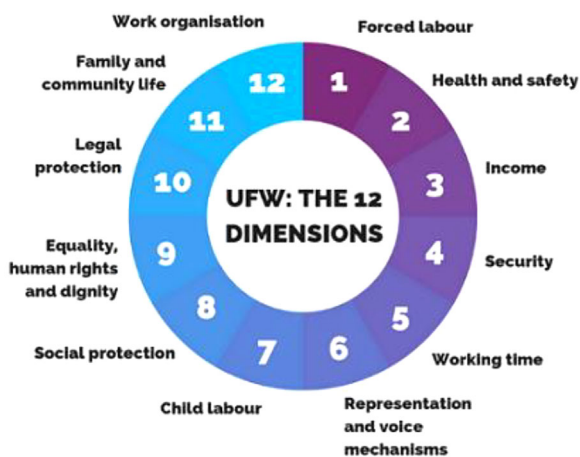 UFW: THE 12
DIMENSIONS
1
Forced labour
2
Health and safety
3
Income
4
Security
5
Working time
6
Representation
and voice
mechanisms
7
Child labour
8
Social protection
9
Equality,
human rights
and dignity
10
Legal
protection
11
Family and
community life
12
Work organisation